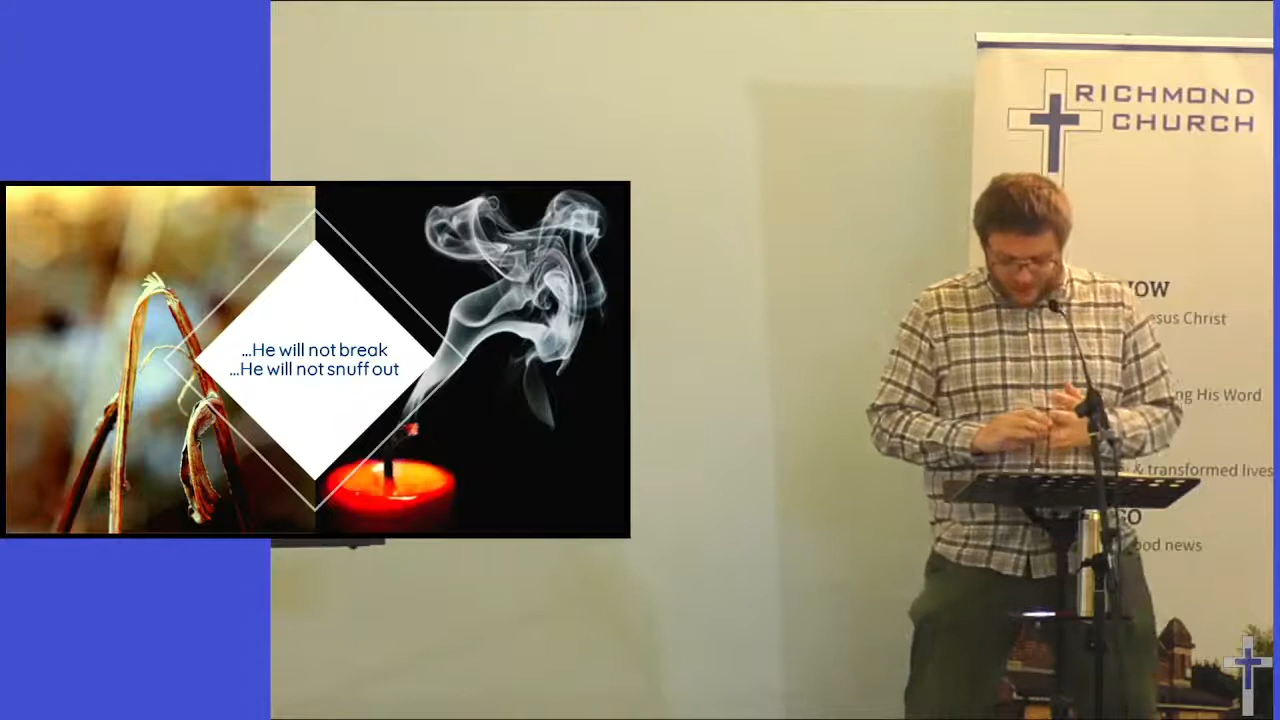 ...He will not break
...He will not snuff out
RICHMOND
CHURCH
esus Christ
ng His Word
& transformed lives
GO
ood news